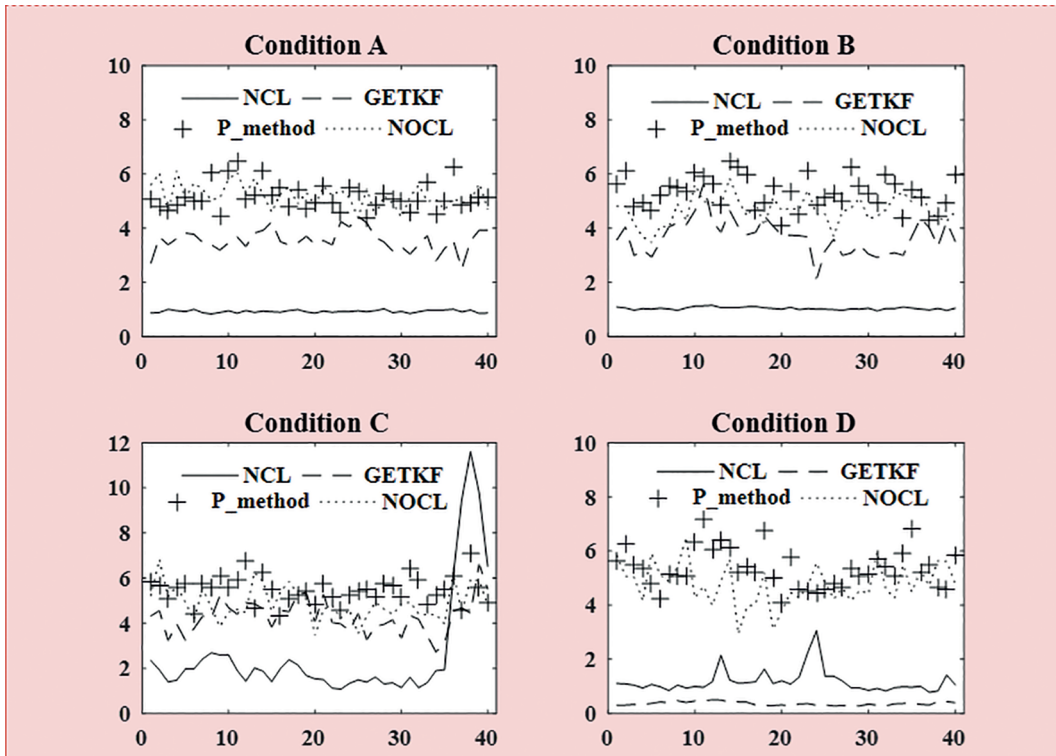 Condition A
10
NCL GETKF
8
P_method NOCL
6
4
2
0
0 10 20 30 40
Condition B
10
NCL GETKF
8
P_method NOCL
6
4
2
0
0 10 20 30 40
Condition C
12
NCL GETKF
10
P_method NOCL
8
6
4
2
0
0 10 20 30 40
Condition D
10
NCL GETKF
8
P_method NOCL
6
4
2
0
0 10 20 30 40